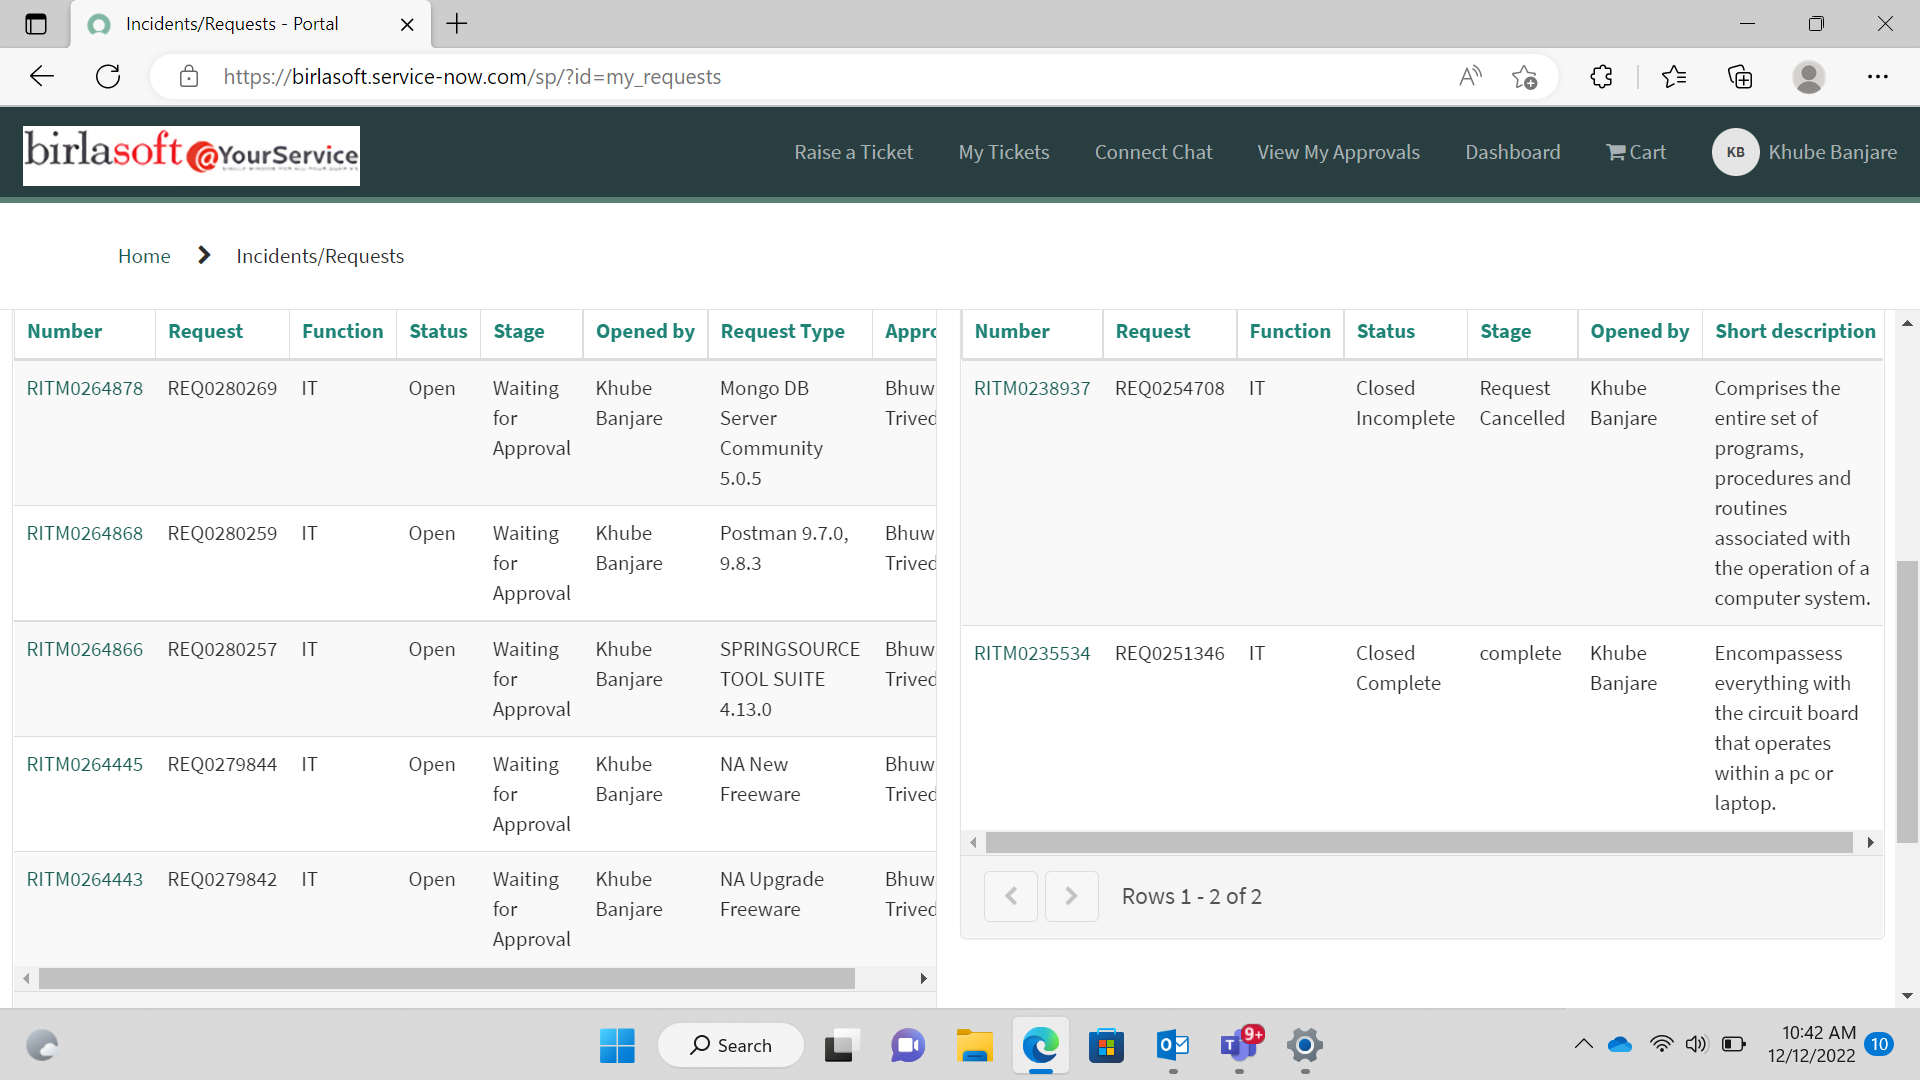 Incidents/Requests - Portal
https://birlasoft.service-now.com/sp/?id=my_requests
birlasoft @YourService
Raise a Ticket
My Tickets
Connect Chat
View My Approvals
Dashboard
Cart
KB
Khube Banjare
Home
Incidents/Requests
Number Request Function Status Stage Opened by Request Type Appro
RITM0264878 REQ0280269 IT Open Waiting Khube Mongo DB Bhuw
for Banjare Server Trived
Approval Community
5.0.5
RITM0264868 REQ0280259 IT Open Waiting Khube Postman 9.7.0, Bhuw
for Banjare 9.8.3 Trived
Approval
RITM0264866 REQ0280257 IT Open Waiting Khube SPRINGSOURCE Bhuw
for Banjare TOOL SUITE Trived
Approval 4.13.0
RITM0264445 REQ0279844 IT Open Waiting Khube NA New Bhuw
for Banjare Freeware Trived
Approval
RITM0264443 REQ0279842 IT Open Waiting Khube NA Upgrade Bhuw
for Banjare Freeware Trived
Approval
Number Request Function Status Stage Opened by Short description
RITM0238937 REQ0254708 IT Closed Request Khube Comprises the
Incomplete Cancelled Banjare entire set of
programs,
procedures and
routines
associated with
the operation of a
computer system.
RITM0235534 REQ0251346 IT Closed complete Khube Encompassess
Complete Banjare everything with
the circuit board
that operates
within a pc or
laptop.
Rows 1 - 2 of 2
Search
9+
10:42 AM
12/12/2022
10